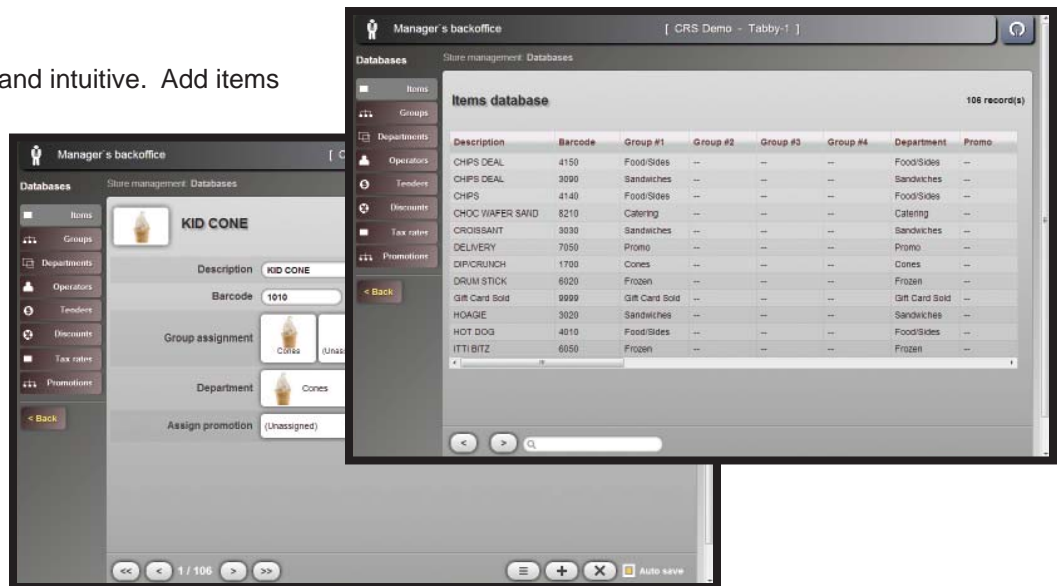 and intuitive. Add items
Manager's backoffice [ CRS Demo - Tabby-1 ]
Databases Store management: Databases
Items
Groups
Departments
Operators
Tenders
Discounts
Tax rates
Promotions
< Back
Items database 106 record(s)
Description Barcode Group #1 Group #2 Group #3 Group #4 Department Promo
CHIPS DEAL 4150 Food/Sides -- -- -- Food/Sides --
CHIPS DEAL 3090 Sandwiches -- -- -- Sandwiches --
CHIPS 4140 Food/Sides -- -- -- Food/Sides --
CHOC WAFER SAND 8210 Catering -- -- -- Catering --
CROISSANT 3030 Sandwiches -- -- -- Sandwiches --
DELIVERY 7050 Promo -- -- -- Promo --
DIP/CRUNCH 1700 Cones -- -- -- Cones --
DRUM STICK 6020 Frozen -- -- -- Frozen --
Gift Card Sold 9999 Gift Card Sold -- -- -- Gift Card Sold --
HOAGIE 3020 Sandwiches -- -- -- Sandwiches --
HOT DOG 4010 Food/Sides -- -- -- Food/Sides --
ITTI BITZ 6050 Frozen -- -- -- Frozen --
< >
Manager's backoffice [ C
Databases Store management: Databases
Items
Groups
Departments
Operators
Tenders
Discounts
Tax rates
Promotions
< Back
KID CONE
Description KID CONE
Barcode 1010
Group assignment Cones (Unas
Department Cones
Assign promotion (Unassigned)
<< < 1 / 106 > >> Auto save